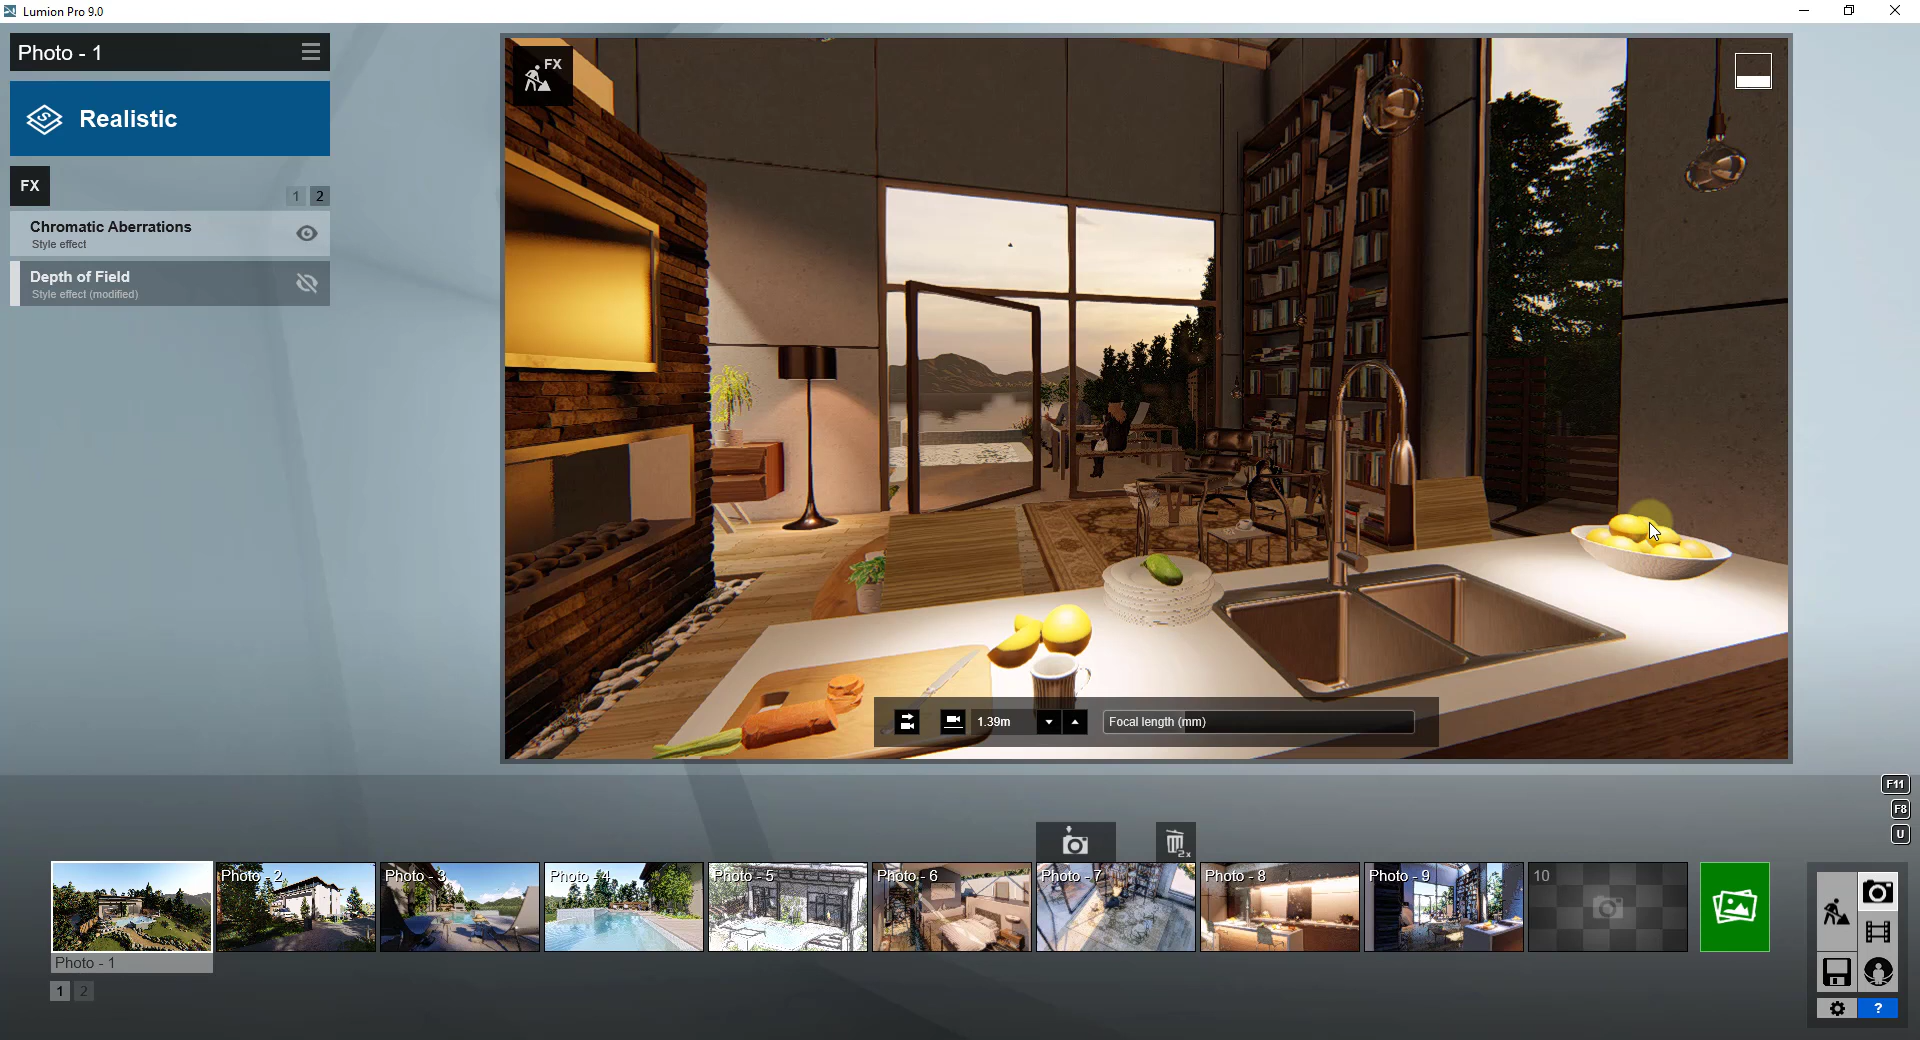 Lumion Pro 9.0
Photo - 1
Realistic
FX
1 2
Chromatic Aberrations
Style effect
Depth of Field
Style effect (modified)
FX
1.39m
Focal length (mm)
F11
F8
U
2x
Photo - 2
Photo - 3
Photo - 4
Photo - 5
Photo - 6
Photo - 7
Photo - 8
Photo - 9
10
Photo - 1
1 2
?